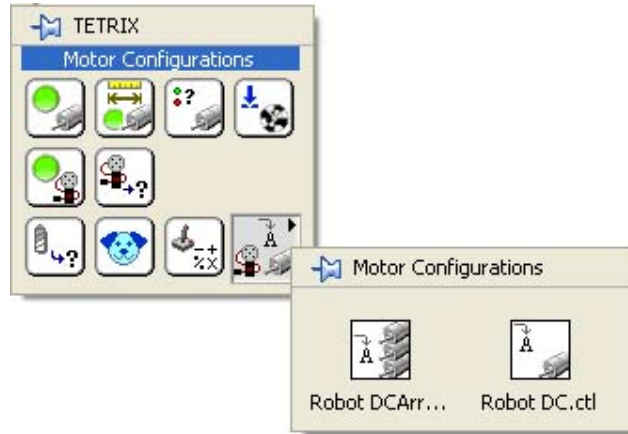 TETRIX
Motor Configurations
?
?
?
A
- +
% X
Motor Configurations
A
A
Robot DCArr...
Robot DC.ctl